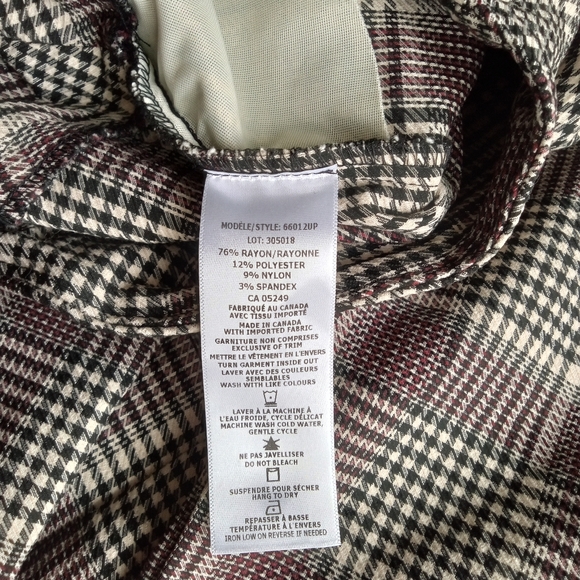 MODÈLE/STYLE: 66012UP
LOT: 305018
76% RAYON/RAYONNE
12% POLYESTER
9% NYLON
3% SPANDEX
CA 05249
FABRIQUÉ AU CANADA
AVEC TISSU IMPORTÉ
MADE IN CANADA
WITH IMPORTED FABRIC
GARNITURE NON COMPRISES
EXCLUSIVE OF TRIM
METTRE LE VÊTEMENT EN L'ENVERS
TURN GARMENT INSIDE OUT
LAVER AVEC DES COULEURS
SEMBLABLES
WASH WITH LIKE COLOURS
LAVER À LA MACHINE À
L'EAU FROIDE, CYCLE DÉLICAT
MACHINE WASH COLD WATER,
GENTLE CYCLE
NE PAS JAVELLISER
DO NOT BLEACH
SUSPENDRE POUR SÉCHER
HANG TO DRY
REPASSER À BASSE
TEMPÉRATURE À L'ENVERS
IRON LOW ON REVERSE IF NEEDED